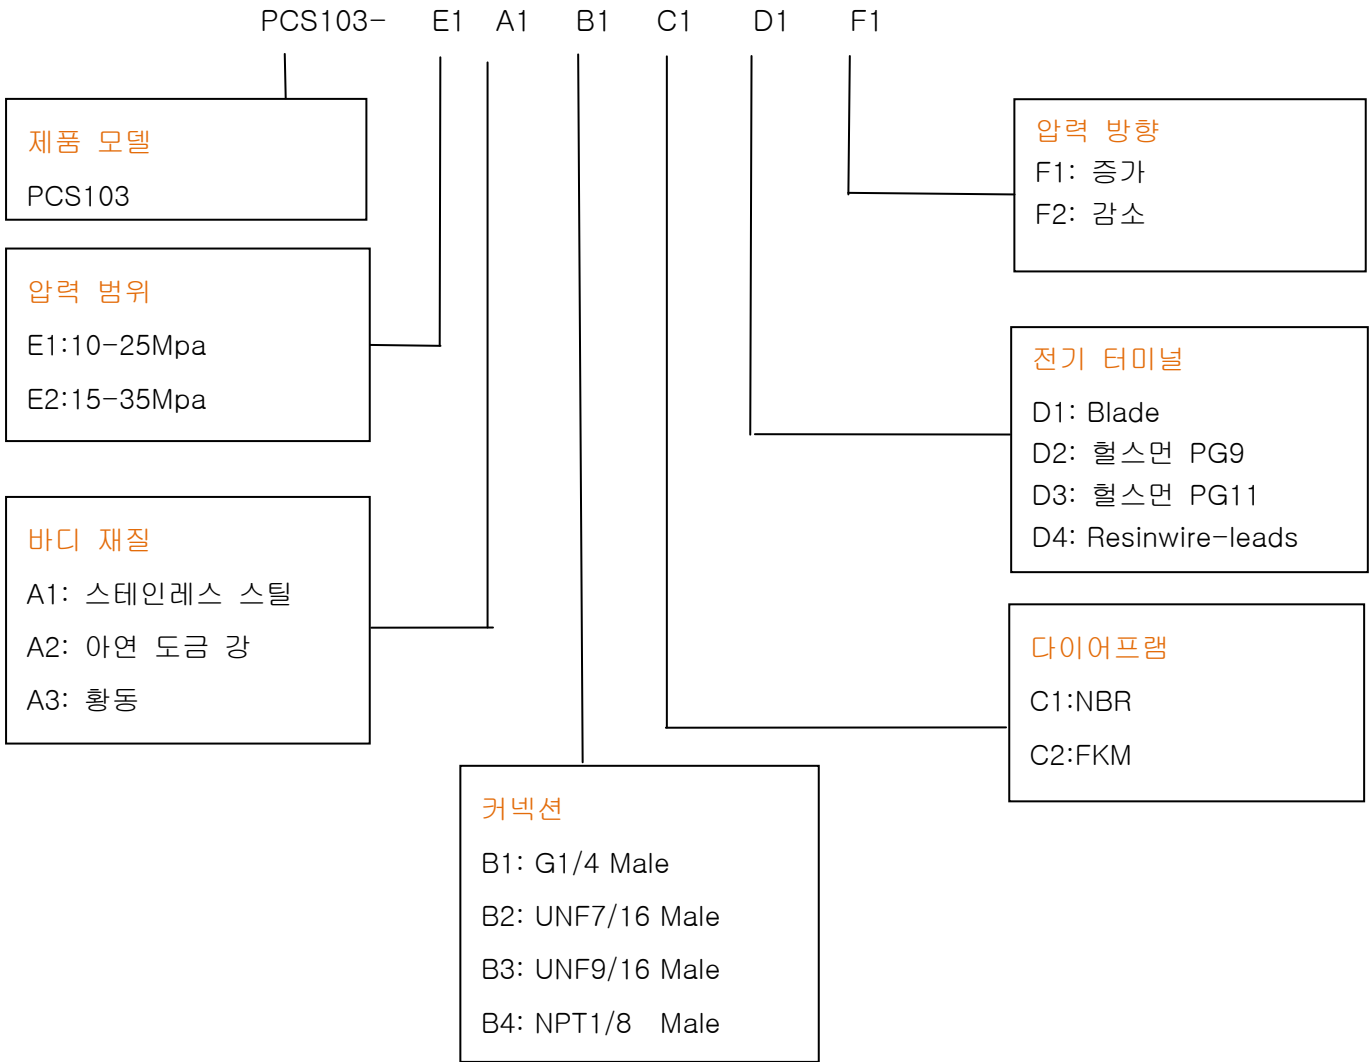 PCS103- E1 A1 B1 C1 D1 F1
제품 모델
PCS103
압력 범위
E1:10-25Mpa
E2:15-35Mpa
바디 재질
A1: 스테인레스 스틸
A2: 아연 도금 강
A3: 황동
커넥션
B1: G1/4 Male
B2: UNF7/16 Male
B3: UNF9/16 Male
B4: NPT1/8 Male
압력 방향
F1: 증가
F2: 감소
전기 터미널
D1: Blade
D2: 헐스먼 PG9
D3: 헐스먼 PG11
D4: Resinwire-leads
다이어프램
C1:NBR
C2:FKM